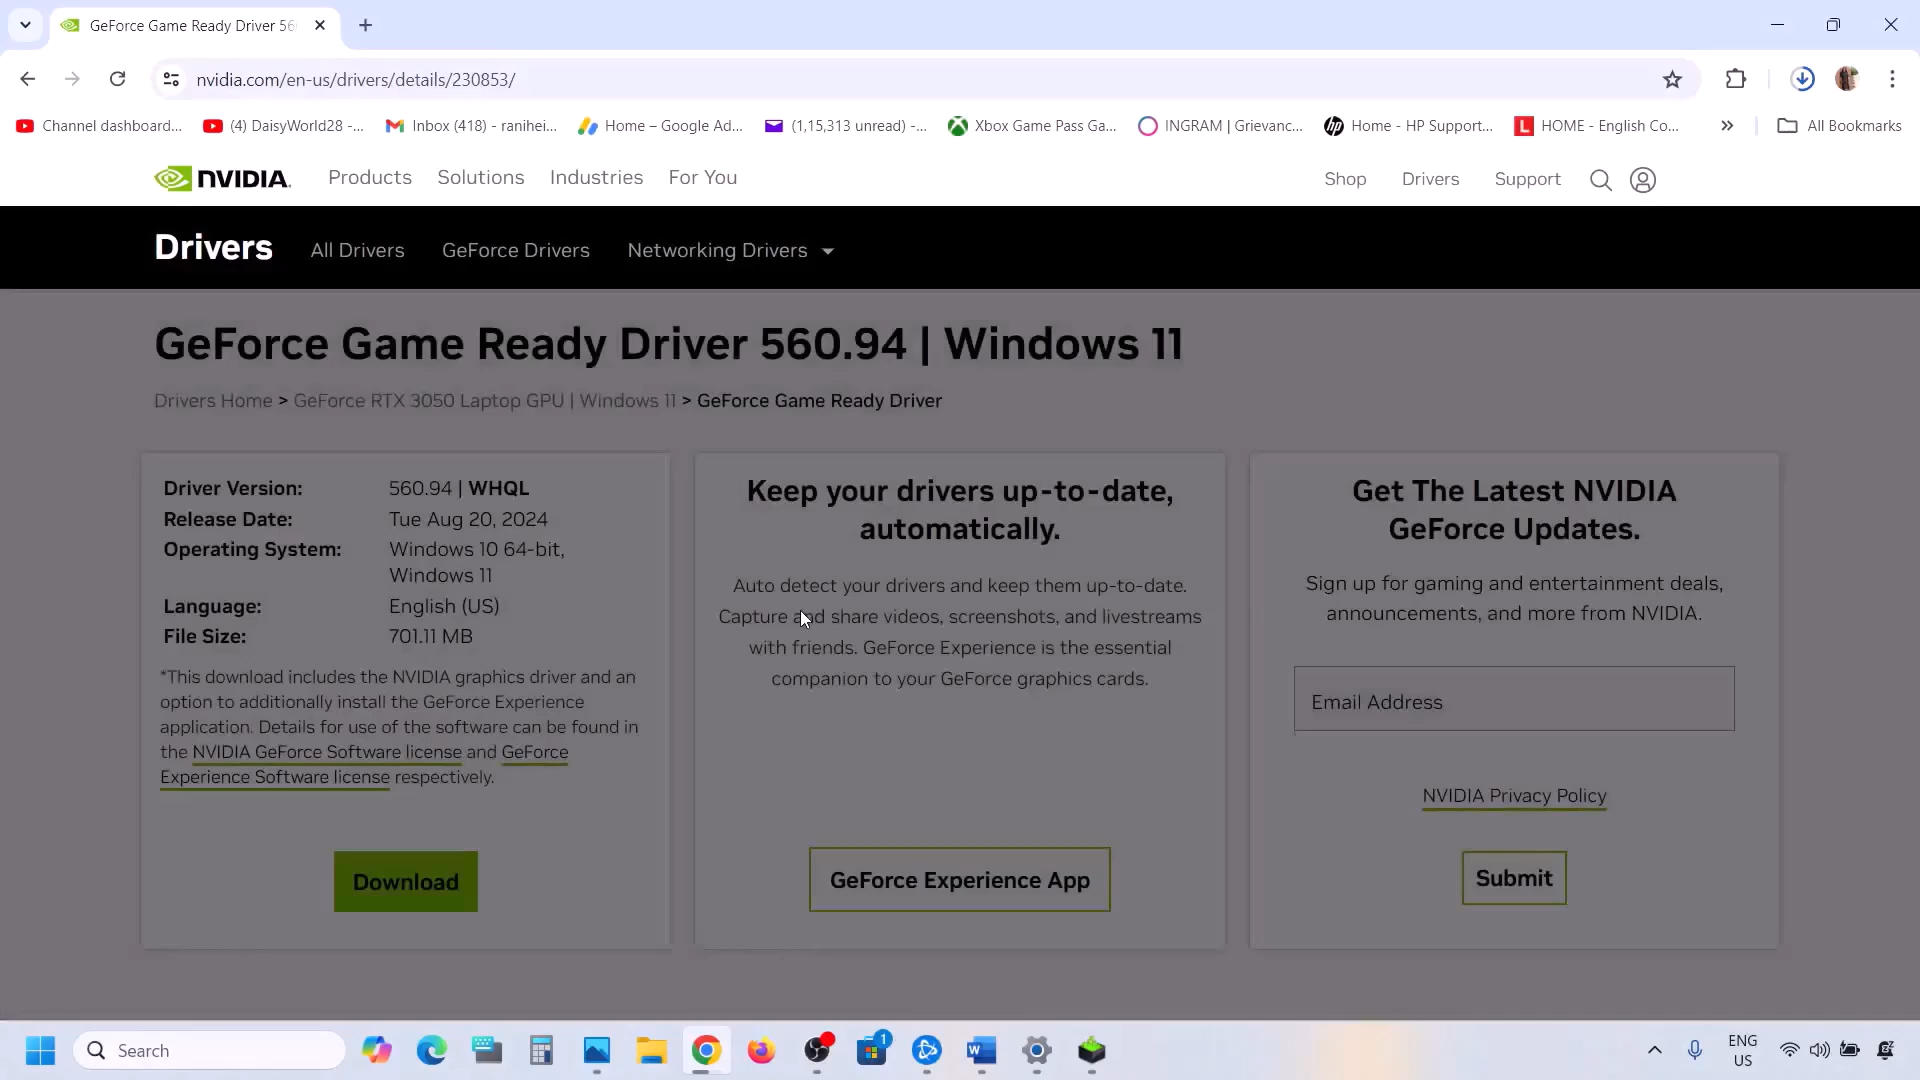 GeForce Game Ready Driver 56
nvidia.com/en-us/drivers/details/230853/
Channel dashboard...
(4) DaisyWorld28 -...
Inbox (418) - ranihei...
Home – Google Ad...
(1,15,313 unread) -...
Xbox Game Pass Ga...
INGRAM | Grievanc...
Home - HP Support...
HOME - English Co...
All Bookmarks
NVIDIA.
Products
Solutions
Industries
For You
Shop
Drivers
Support
Drivers
All Drivers
GeForce Drivers
Networking Drivers
GeForce Game Ready Driver 560.94 | Windows 11
Drivers Home > GeForce RTX 3050 Laptop GPU | Windows 11 > GeForce Game Ready Driver
Driver Version: 560.94 | WHQL
Release Date: Tue Aug 20, 2024
Operating System: Windows 10 64-bit,
Windows 11
Language: English (US)
File Size: 701.11 MB
*This download includes the NVIDIA graphics driver and an
option to additionally install the GeForce Experience
application. Details for use of the software can be found in
the NVIDIA GeForce Software license and GeForce
Experience Software license respectively.
Download
Keep your drivers up-to-date,
automatically.
Auto detect your drivers and keep them up-to-date.
Capture and share videos, screenshots, and livestreams
with friends. GeForce Experience is the essential
companion to your GeForce graphics cards.
GeForce Experience App
Get The Latest NVIDIA
GeForce Updates.
Sign up for gaming and entertainment deals,
announcements, and more from NVIDIA.
Email Address
NVIDIA Privacy Policy
Submit
Search
1
ENG
US